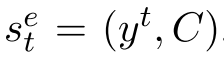 $s_t^e = (y^t, C)$